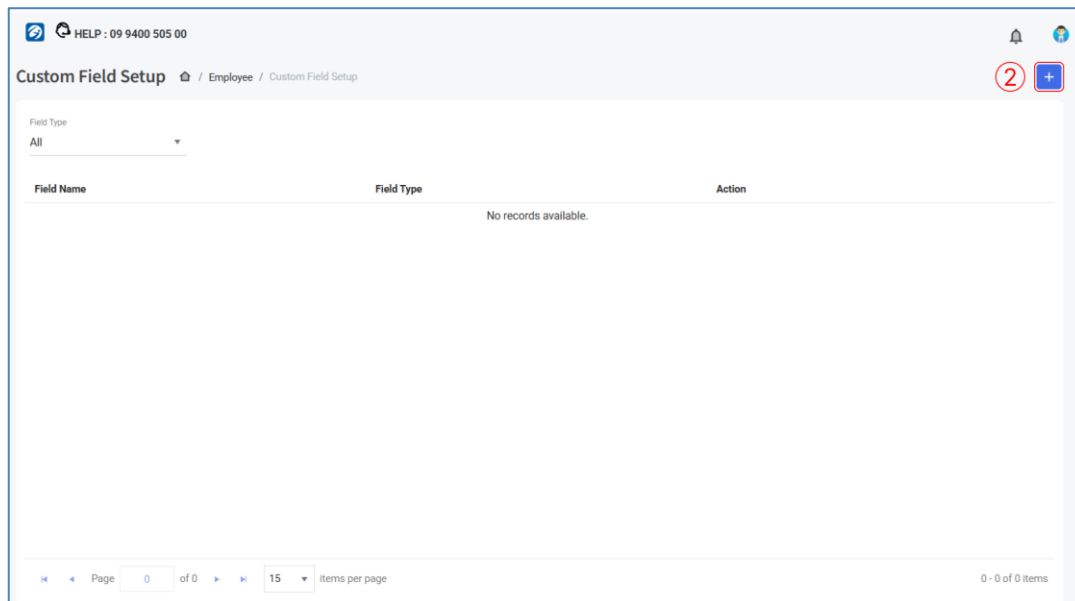 HELP : 09 9400 505 00
Custom Field Setup / Employee / Custom Field Setup
② +
Field Type
All
Field Name Field Type Action
No records available.
Page 0 of 0 15 items per page 0 - 0 of 0 items